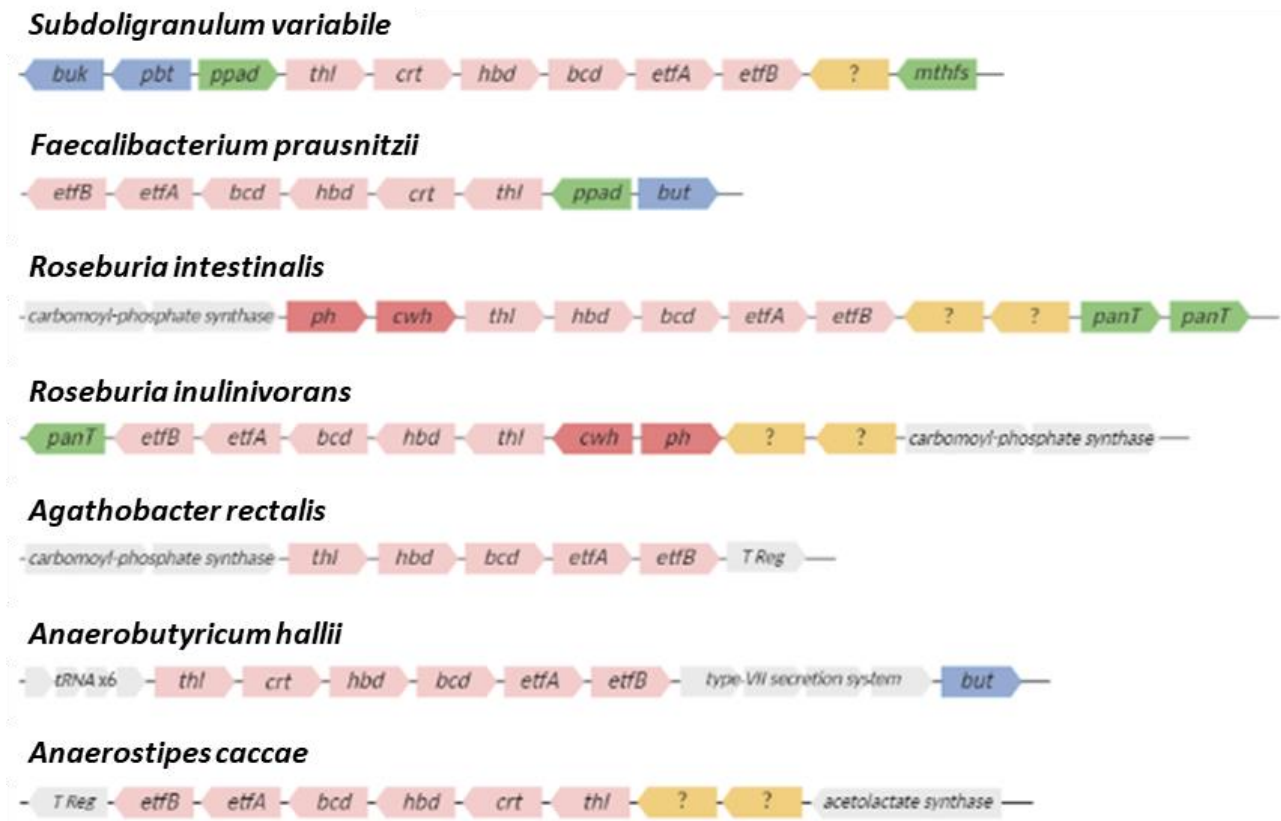 Subdoligranulum variabile
buk pbt ppad thl crt hbd bcd etfA etfB ? mthfs
Faecalibacterium prausnitzii
etfB etfA bcd hbd crt thl ppad but
Roseburia intestinalis
carbomoyl-phosphate synthase ph cwh thl hbd bcd etfA etfB ? ? panT panT
Roseburia inulinivorans
panT etfB etfA bcd hbd thl cwh ph ? ? carbomoyl-phosphate synthase
Agathobacter rectalis
carbomoyl-phosphate synthase thl hbd bcd etfA etfB T Reg
Anaerobutyricum hallii
tRNA x6 thl crt hbd bcd etfA etfB type-VII secretion system but
Anaerostipes caccae
T Reg etfB etfA bcd hbd crt thl ? ? acetolactate synthase